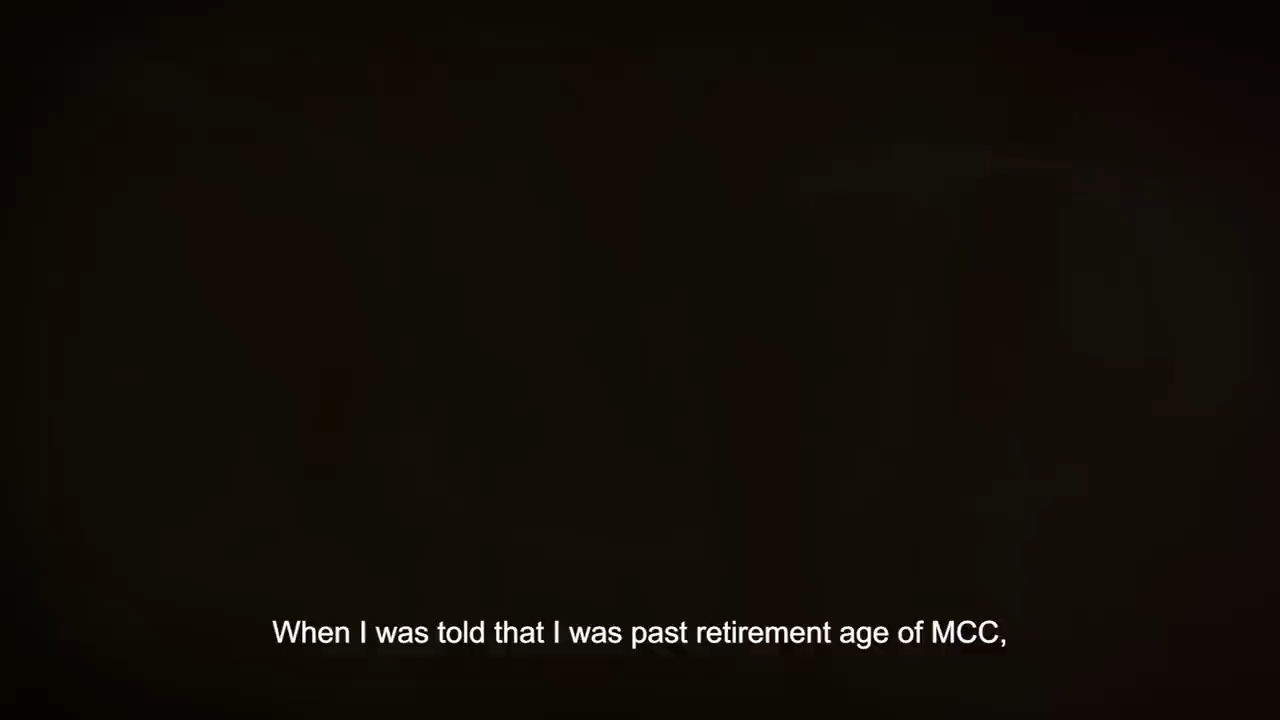 When I was told that I was past retirement age of MCC,